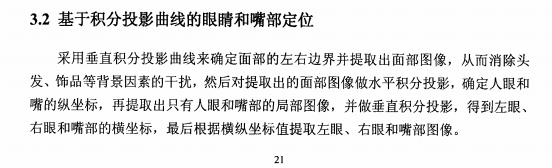 3.2 基于积分投影曲线的眼睛和嘴部定位
采用垂直积分投影曲线来确定面部的左右边界并提取出面部图像，从而消除头
发、饰品等背景因素的干扰，然后对提取出的面部图像做水平积分投影，确定人眼和
嘴的纵坐标，再提取出只有人眼和嘴部的局部图像，并做垂直积分投影，得到左眼、
右眼和嘴部的横坐标，最后根据横纵坐标值提取左眼、右眼和嘴部图像。
21